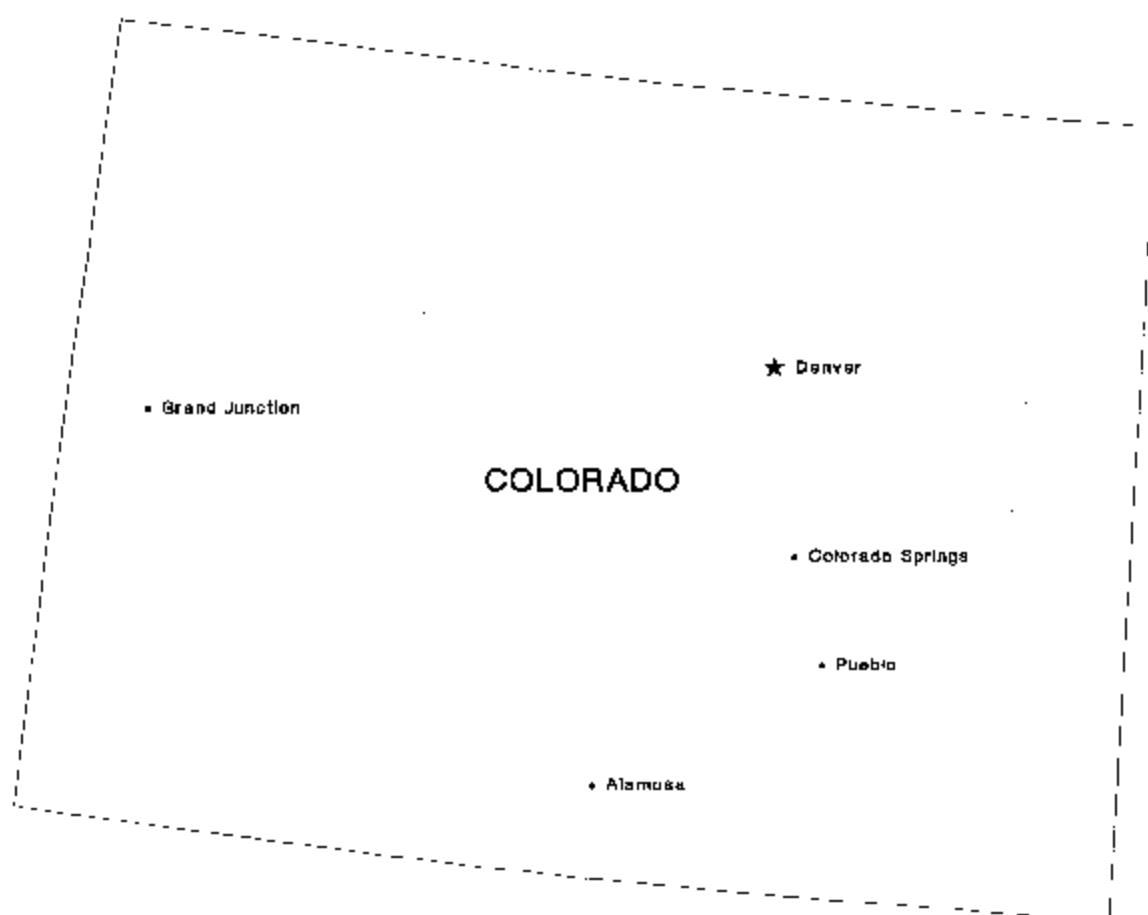 Denver
Grand Junction
COLORADO
Colorado Springs
Pueblo
Alamosa